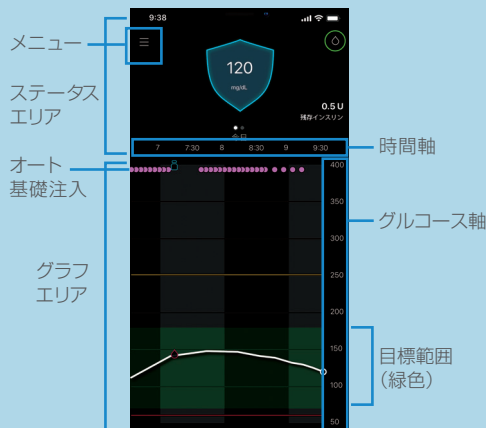 メニュー
ステータス
エリア
オート
基礎注入
グラフ
エリア
9:38
120
mg/dL
0.5 U
残存インスリン
今日
7 7:30 8 8:30 9 9:30
400
350
300
250
200
150
100
50
時間軸
グルコース軸
目標範囲
(緑色)